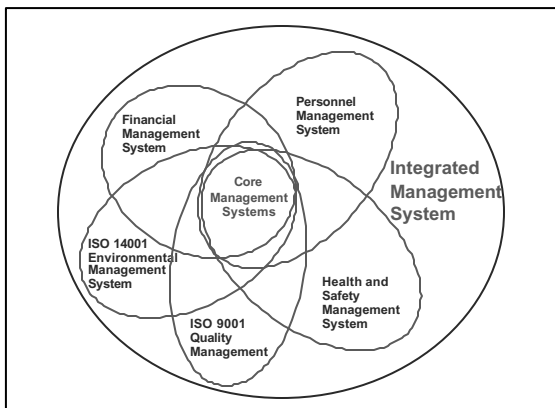 Personnel
Management
System
Financial
Management
System
Integrated
Management
System
Core
Management
Systems
ISO 14001
Environmental
Management
System
Health and
Safety
Management
System
ISO 9001
Quality
Management